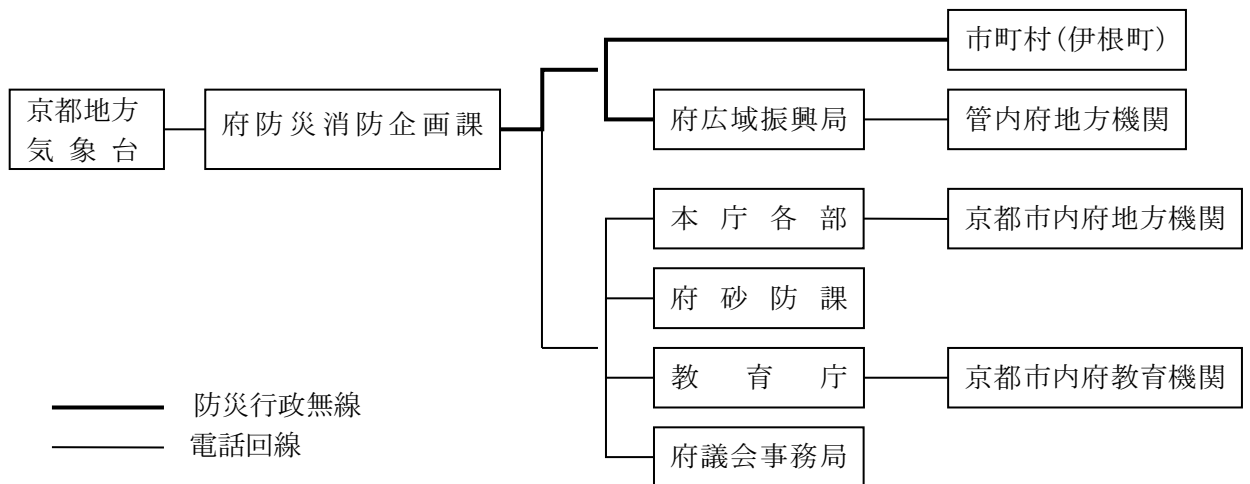 京都地方
気象台
府防災消防企画課
市町村(伊根町)
府広域振興局
管内府地方機関
本庁各部
京都市内府地方機関
府砂防課
教育庁
京都市内府教育機関
府議会事務局
防災行政無線
電話回線